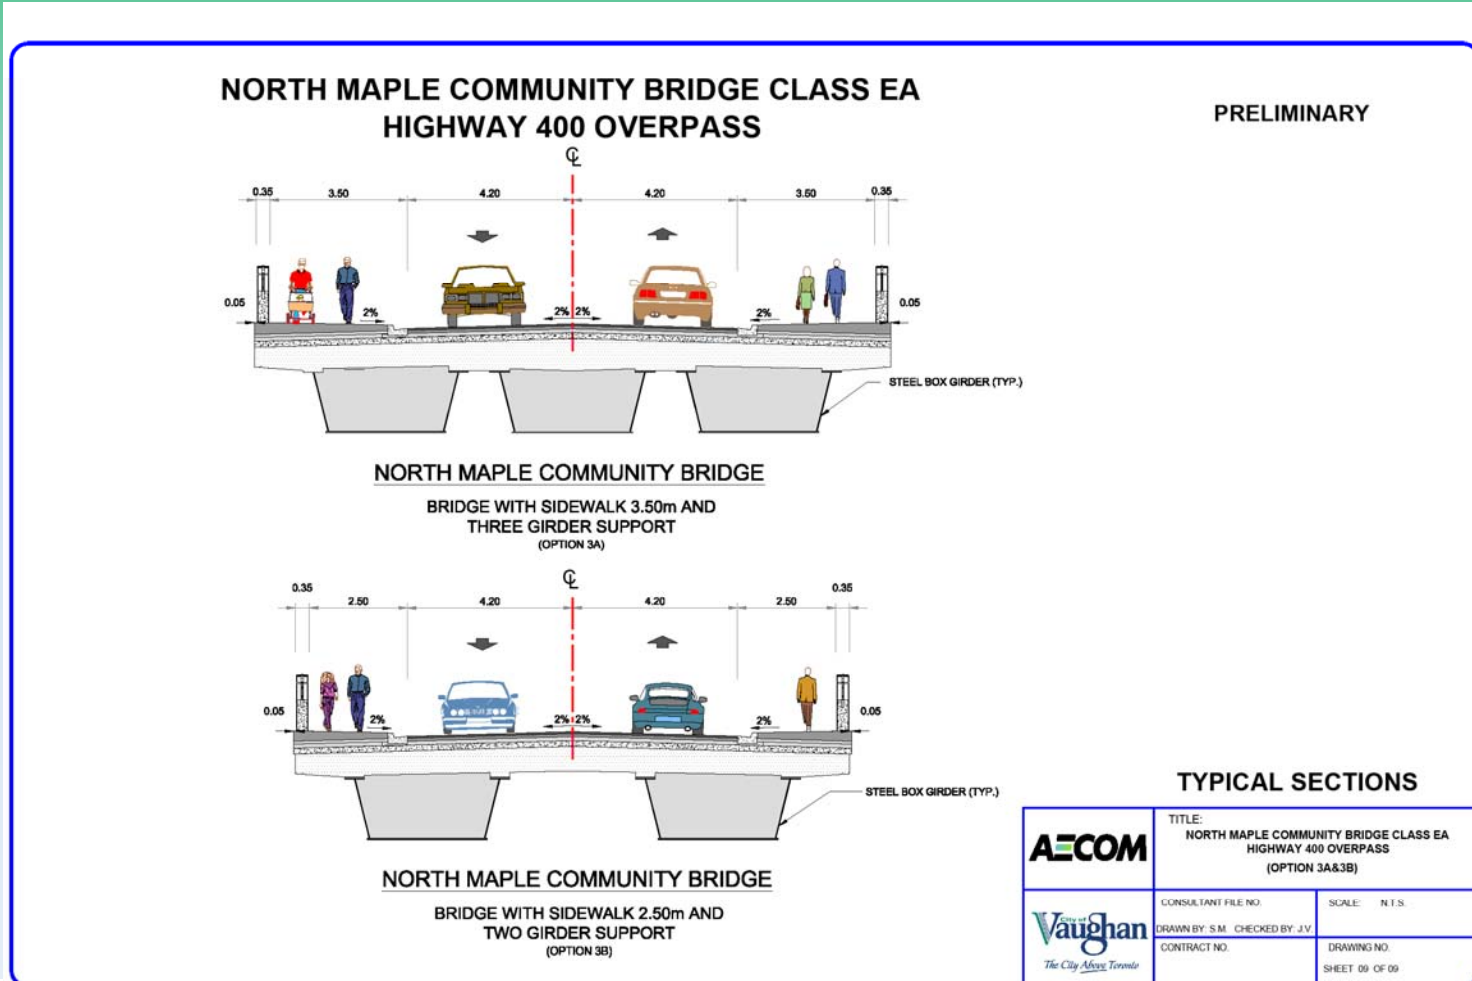 NORTH MAPLE COMMUNITY BRIDGE CLASS EA
HIGHWAY 400 OVERPASS
PRELIMINARY
℄
0.35 3.50 4.20 4.20 3.50 0.35
0.05 2% 2% 2% 2% 0.05
STEEL BOX GIRDER (TYP.)
NORTH MAPLE COMMUNITY BRIDGE
BRIDGE WITH SIDEWALK 3.50m AND
THREE GIRDER SUPPORT
(OPTION 3A)
℄
0.35 2.50 4.20 4.20 2.50 0.35
0.05 2% 2% 2% 2% 0.05
STEEL BOX GIRDER (TYP.)
NORTH MAPLE COMMUNITY BRIDGE
BRIDGE WITH SIDEWALK 2.50m AND
TWO GIRDER SUPPORT
(OPTION 3B)
TYPICAL SECTIONS
AECOM
TITLE:
NORTH MAPLE COMMUNITY BRIDGE CLASS EA
HIGHWAY 400 OVERPASS
(OPTION 3A&3B)
City of
Vaughan
The City Above Toronto
CONSULTANT FILE NO.
SCALE: N.T.S.
DRAWN BY: S.M. CHECKED BY: J.V.
CONTRACT NO.
DRAWING NO.
SHEET 09 OF 09